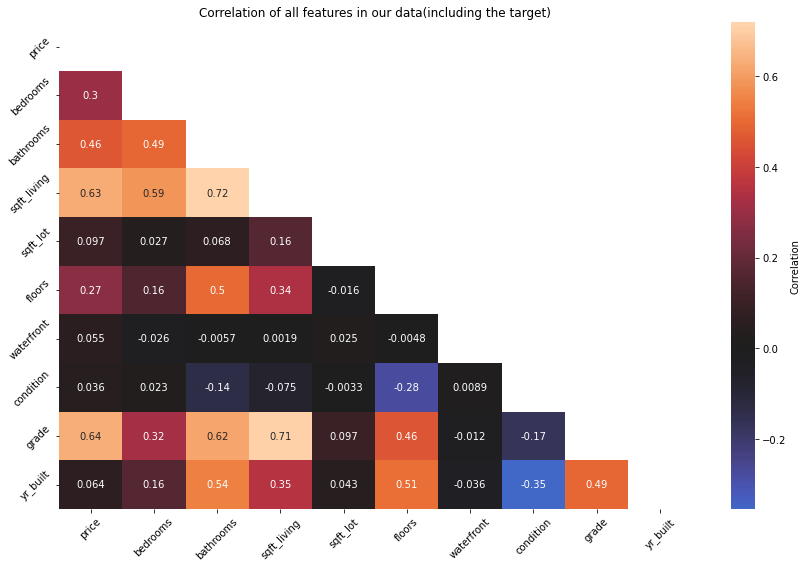 Correlation of all features in our data(including the target)
price
bedrooms 0.3
bathrooms 0.46 0.49
sqft_living 0.63 0.59 0.72
sqft_lot 0.097 0.027 0.068 0.16
floors 0.27 0.16 0.5 0.34 -0.016
waterfront 0.055 -0.026 -0.0057 0.0019 0.025 -0.0048
condition 0.036 0.023 -0.14 -0.075 -0.0033 -0.28 0.0089
grade 0.64 0.32 0.62 0.71 0.097 0.46 -0.012 -0.17
yr_built 0.064 0.16 0.54 0.35 0.043 0.51 -0.036 -0.35 0.49
price bedrooms bathrooms sqft_living sqft_lot floors waterfront condition grade yr_built
0.6
0.4
0.2
0.0
−0.2
Correlation